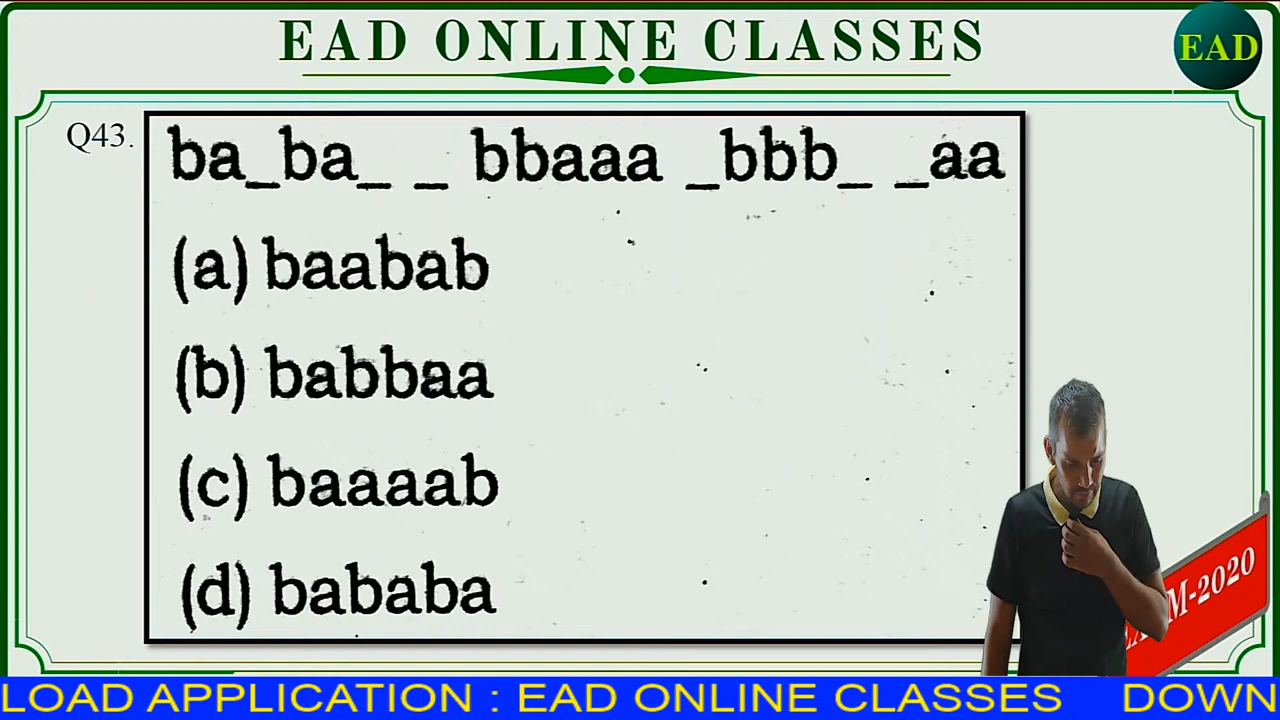 EAD ONLINE CLASSES
EAD
Q43.
ba_ba_ _ bbaaa _bbb_ _aa
(a) baabab
(b) babbaa
(c) baaaab
(d) bababa
M-2020
LOAD APPLICATION : EAD ONLINE CLASSES DOWN